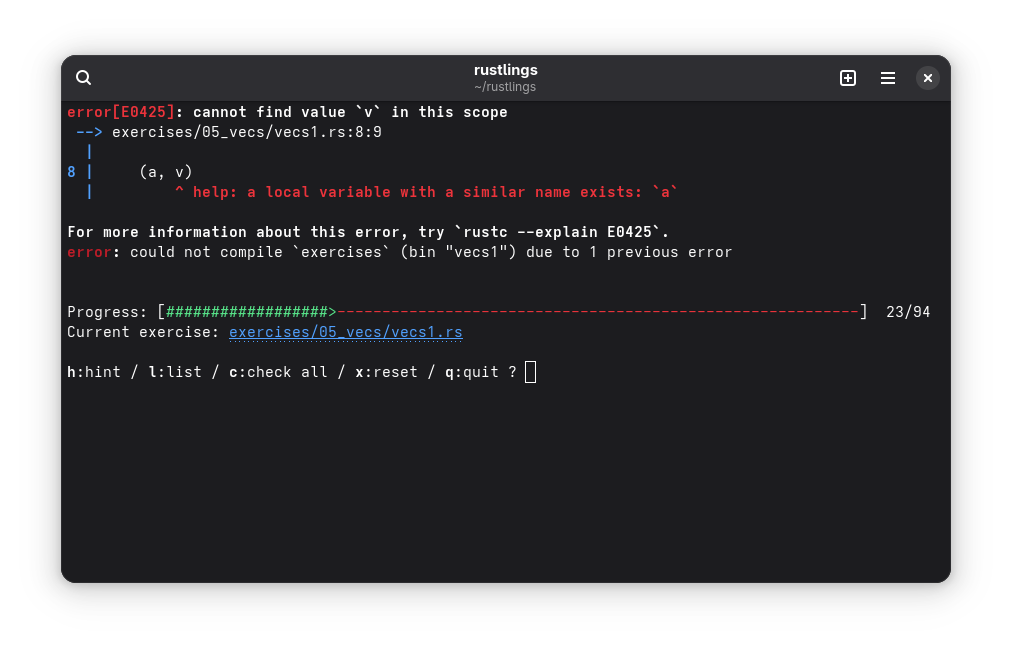 rustlings
~/rustlings
error[E0425]: cannot find value `v` in this scope
 --> exercises/05_vecs/vecs1.rs:8:9
  |
8 |     (a, v)
  |         ^ help: a local variable with a similar name exists: `a`
For more information about this error, try `rustc --explain E0425`.
error: could not compile `exercises` (bin "vecs1") due to 1 previous error
Progress: [##################>----------------------------------------------------------]  23/94
Current exercise: exercises/05_vecs/vecs1.rs
h:hint / l:list / c:check all / x:reset / q:quit ?